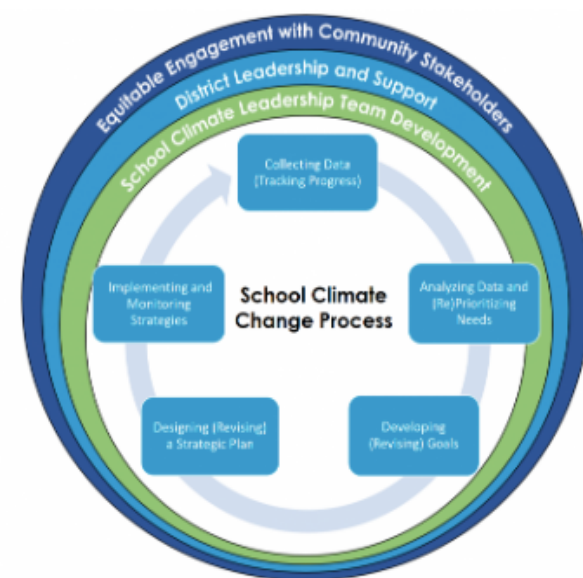 Equitable Engagement with Community Stakeholders
District Leadership and Support
School Climate Leadership Team Development
Collecting Data
(Tracking Progress)
Analyzing Data and
(Re)Prioritizing
Needs
Developing
(Revising) Goals
Designing (Revising)
a Strategic Plan
Implementing and
Monitoring
Strategies
School Climate
Change Process